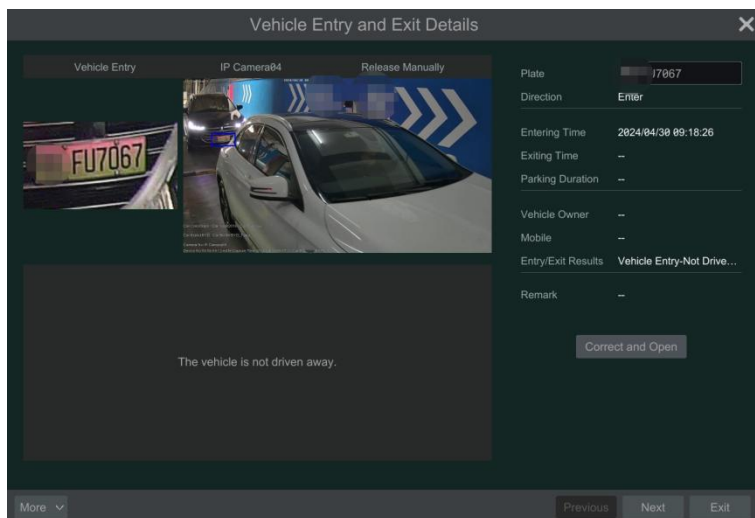 Vehicle Entry and Exit Details
Vehicle Entry
IP Camera04
Release Manually
FU7067
Plate
J7067
Direction
Enter
Entering Time
2024/04/30 09:18:26
Exiting Time
--
Parking Duration
--
Vehicle Owner
--
Mobile
--
Entry/Exit Results
Vehicle Entry-Not Drive...
Remark
--
Correct and Open
The vehicle is not driven away.
More
Previous
Next
Exit